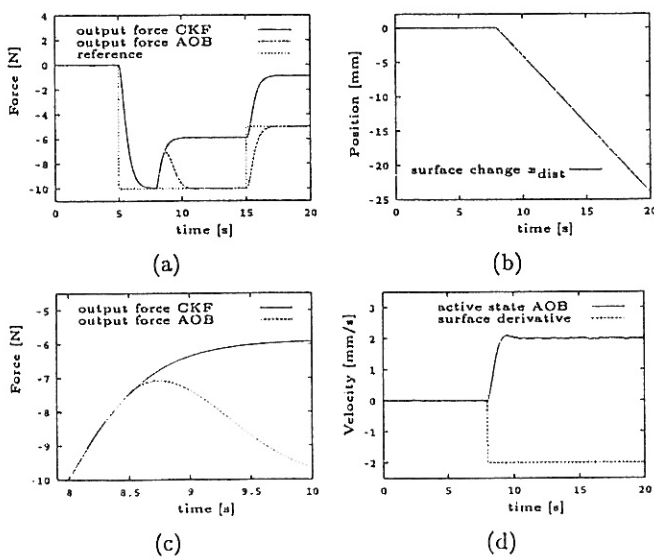 4
2
0
-2
-4
-6
-8
-10
Force [N]
output force CKF
output force AOB
reference
0 5 10 15 20
time [s]
(a)
0
-5
-10
-15
-20
-25
Position [mm]
surface change x dist
0 5 10 15 20
time [s]
(b)
-5
-6
-7
-8
-9
-10
Force [N]
output force CKF
output force AOB
8 8.5 9 9.5 10
time [s]
(c)
3
2
1
0
-1
-2
Velocity [mm/s]
active state AOB
surface derivative
0 5 10 15 20
time [s]
(d)